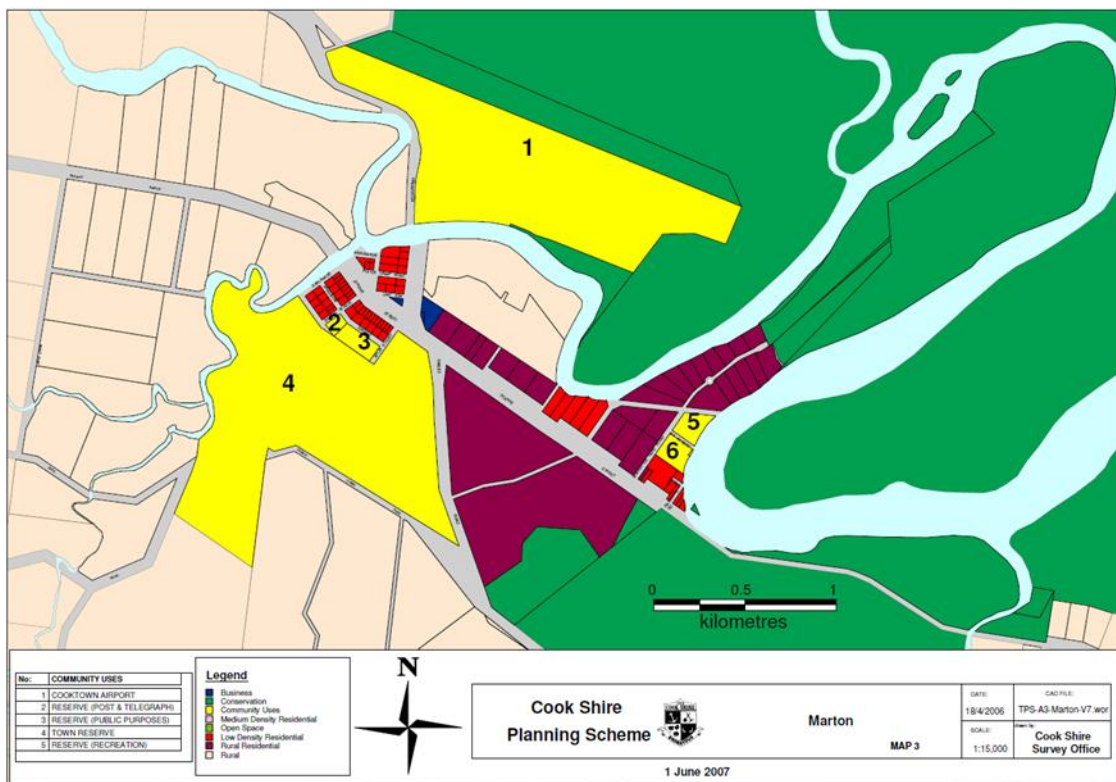 1
2
3
4
5
6
0 0.5 1
kilometres
No: COMMUNITY USES
1 COOKTOWN AIRPORT
2 RESERVE (POST & TELEGRAPH)
3 RESERVE (PUBLIC PURPOSES)
4 TOWN RESERVE
5 RESERVE (RECREATION)
Legend
Business
Conservation
Community Uses
Medium Density Residential
Open Space
Low Density Residential
Rural Residential
Rural
N
Cook Shire
Planning Scheme
Marton
MAP 3
DATE:
18/4/2006
CAD FILE:
TPS-A3-Marton-V7.wor
SCALE:
1:15,000
Drawn by
Cook Shire
Survey Office
1 June 2007